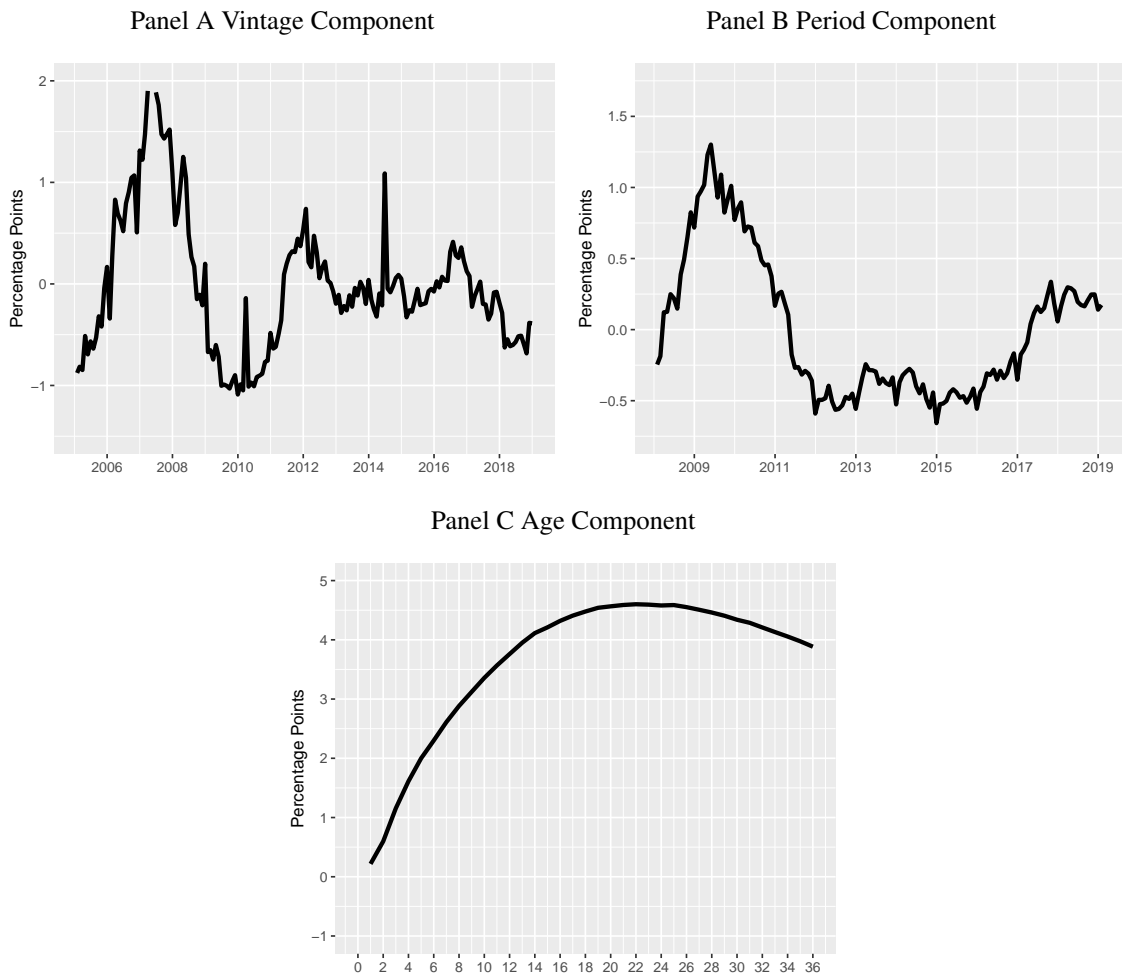 Panel A Vintage Component
Panel B Period Component
2
1
0
−1
Percentage Points
2006 2008 2010 2012 2014 2016 2018
1.5
1.0
0.5
0.0
−0.5
Percentage Points
2009 2011 2013 2015 2017 2019
Panel C Age Component
5
4
3
2
1
0
−1
Percentage Points
0 2 4 6 8 10 12 14 16 18 20 22 24 26 28 30 32 34 36